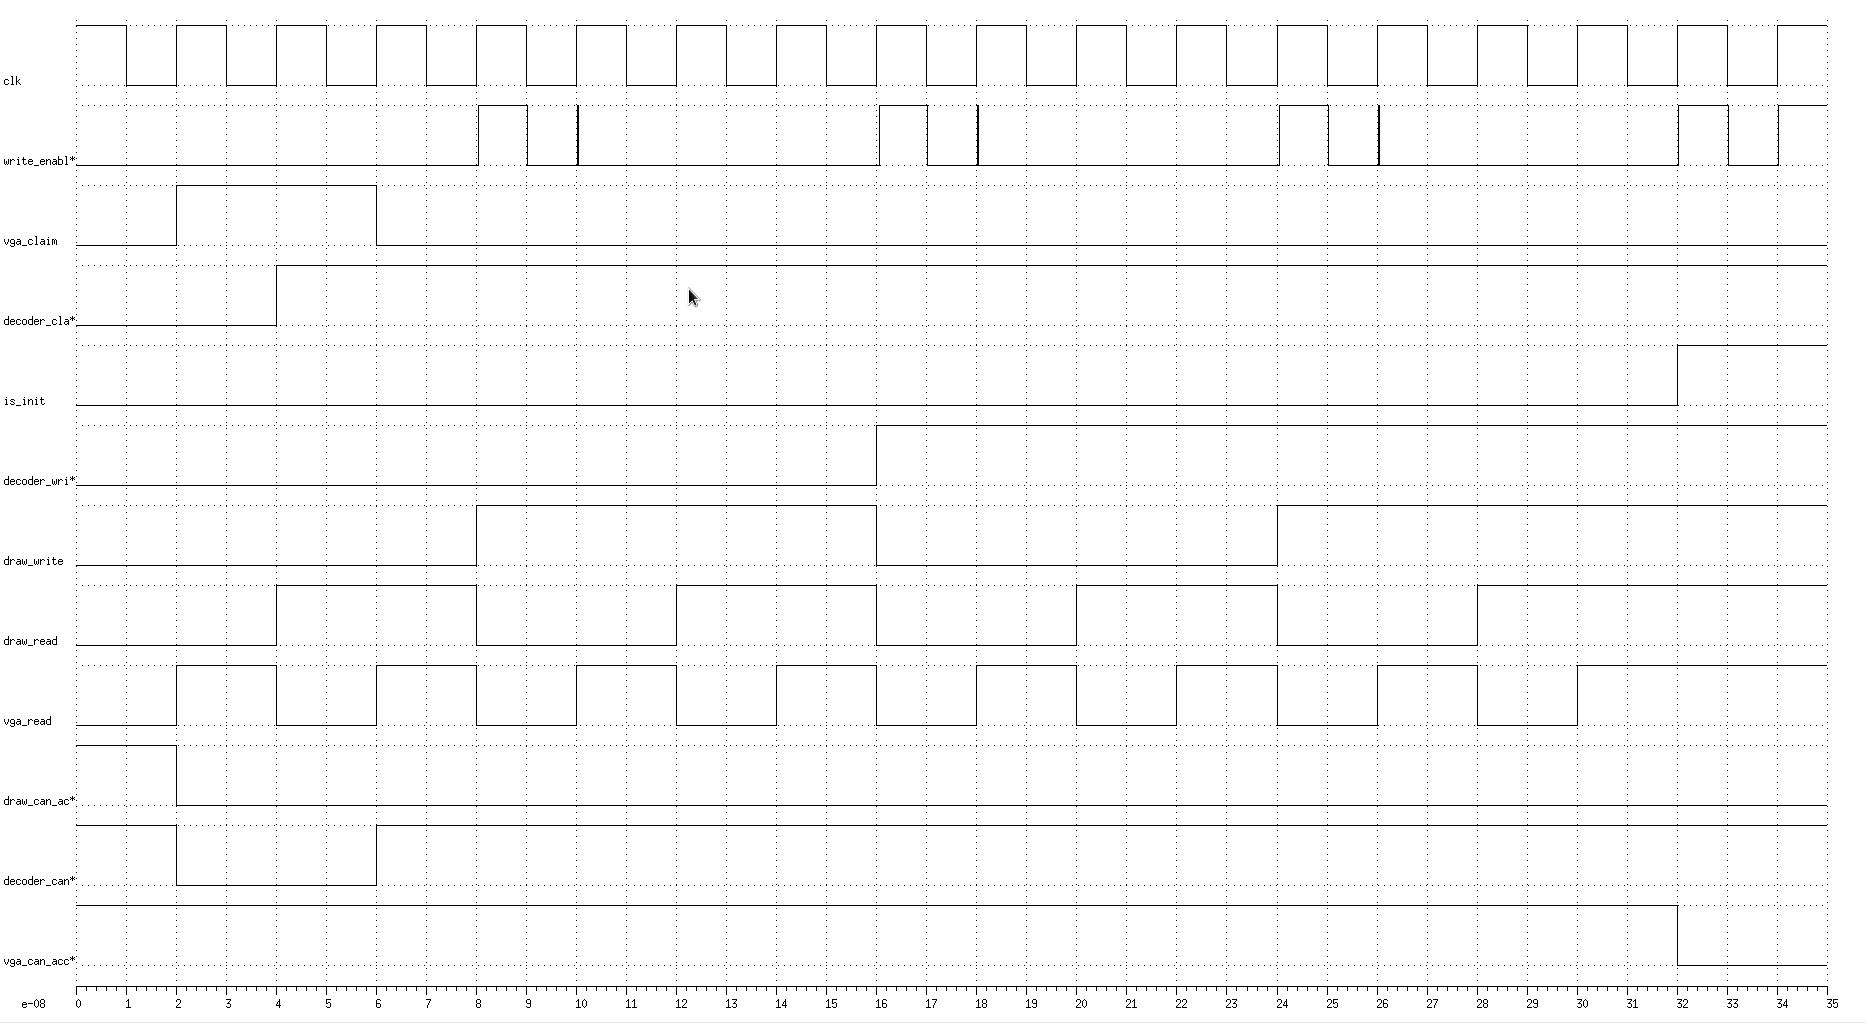 clk
write_enabl*
vga_claim
decoder_cla*
is_init
decoder_wri*
draw_write
draw_read
vga_read
draw_can_ac*
decoder_can*
vga_can_acc*
e-08 0 1 2 3 4 5 6 7 8 9 10 11 12 13 14 15 16 17 18 19 20 21 22 23 24 25 26 27 28 29 30 31 32 33 34 35